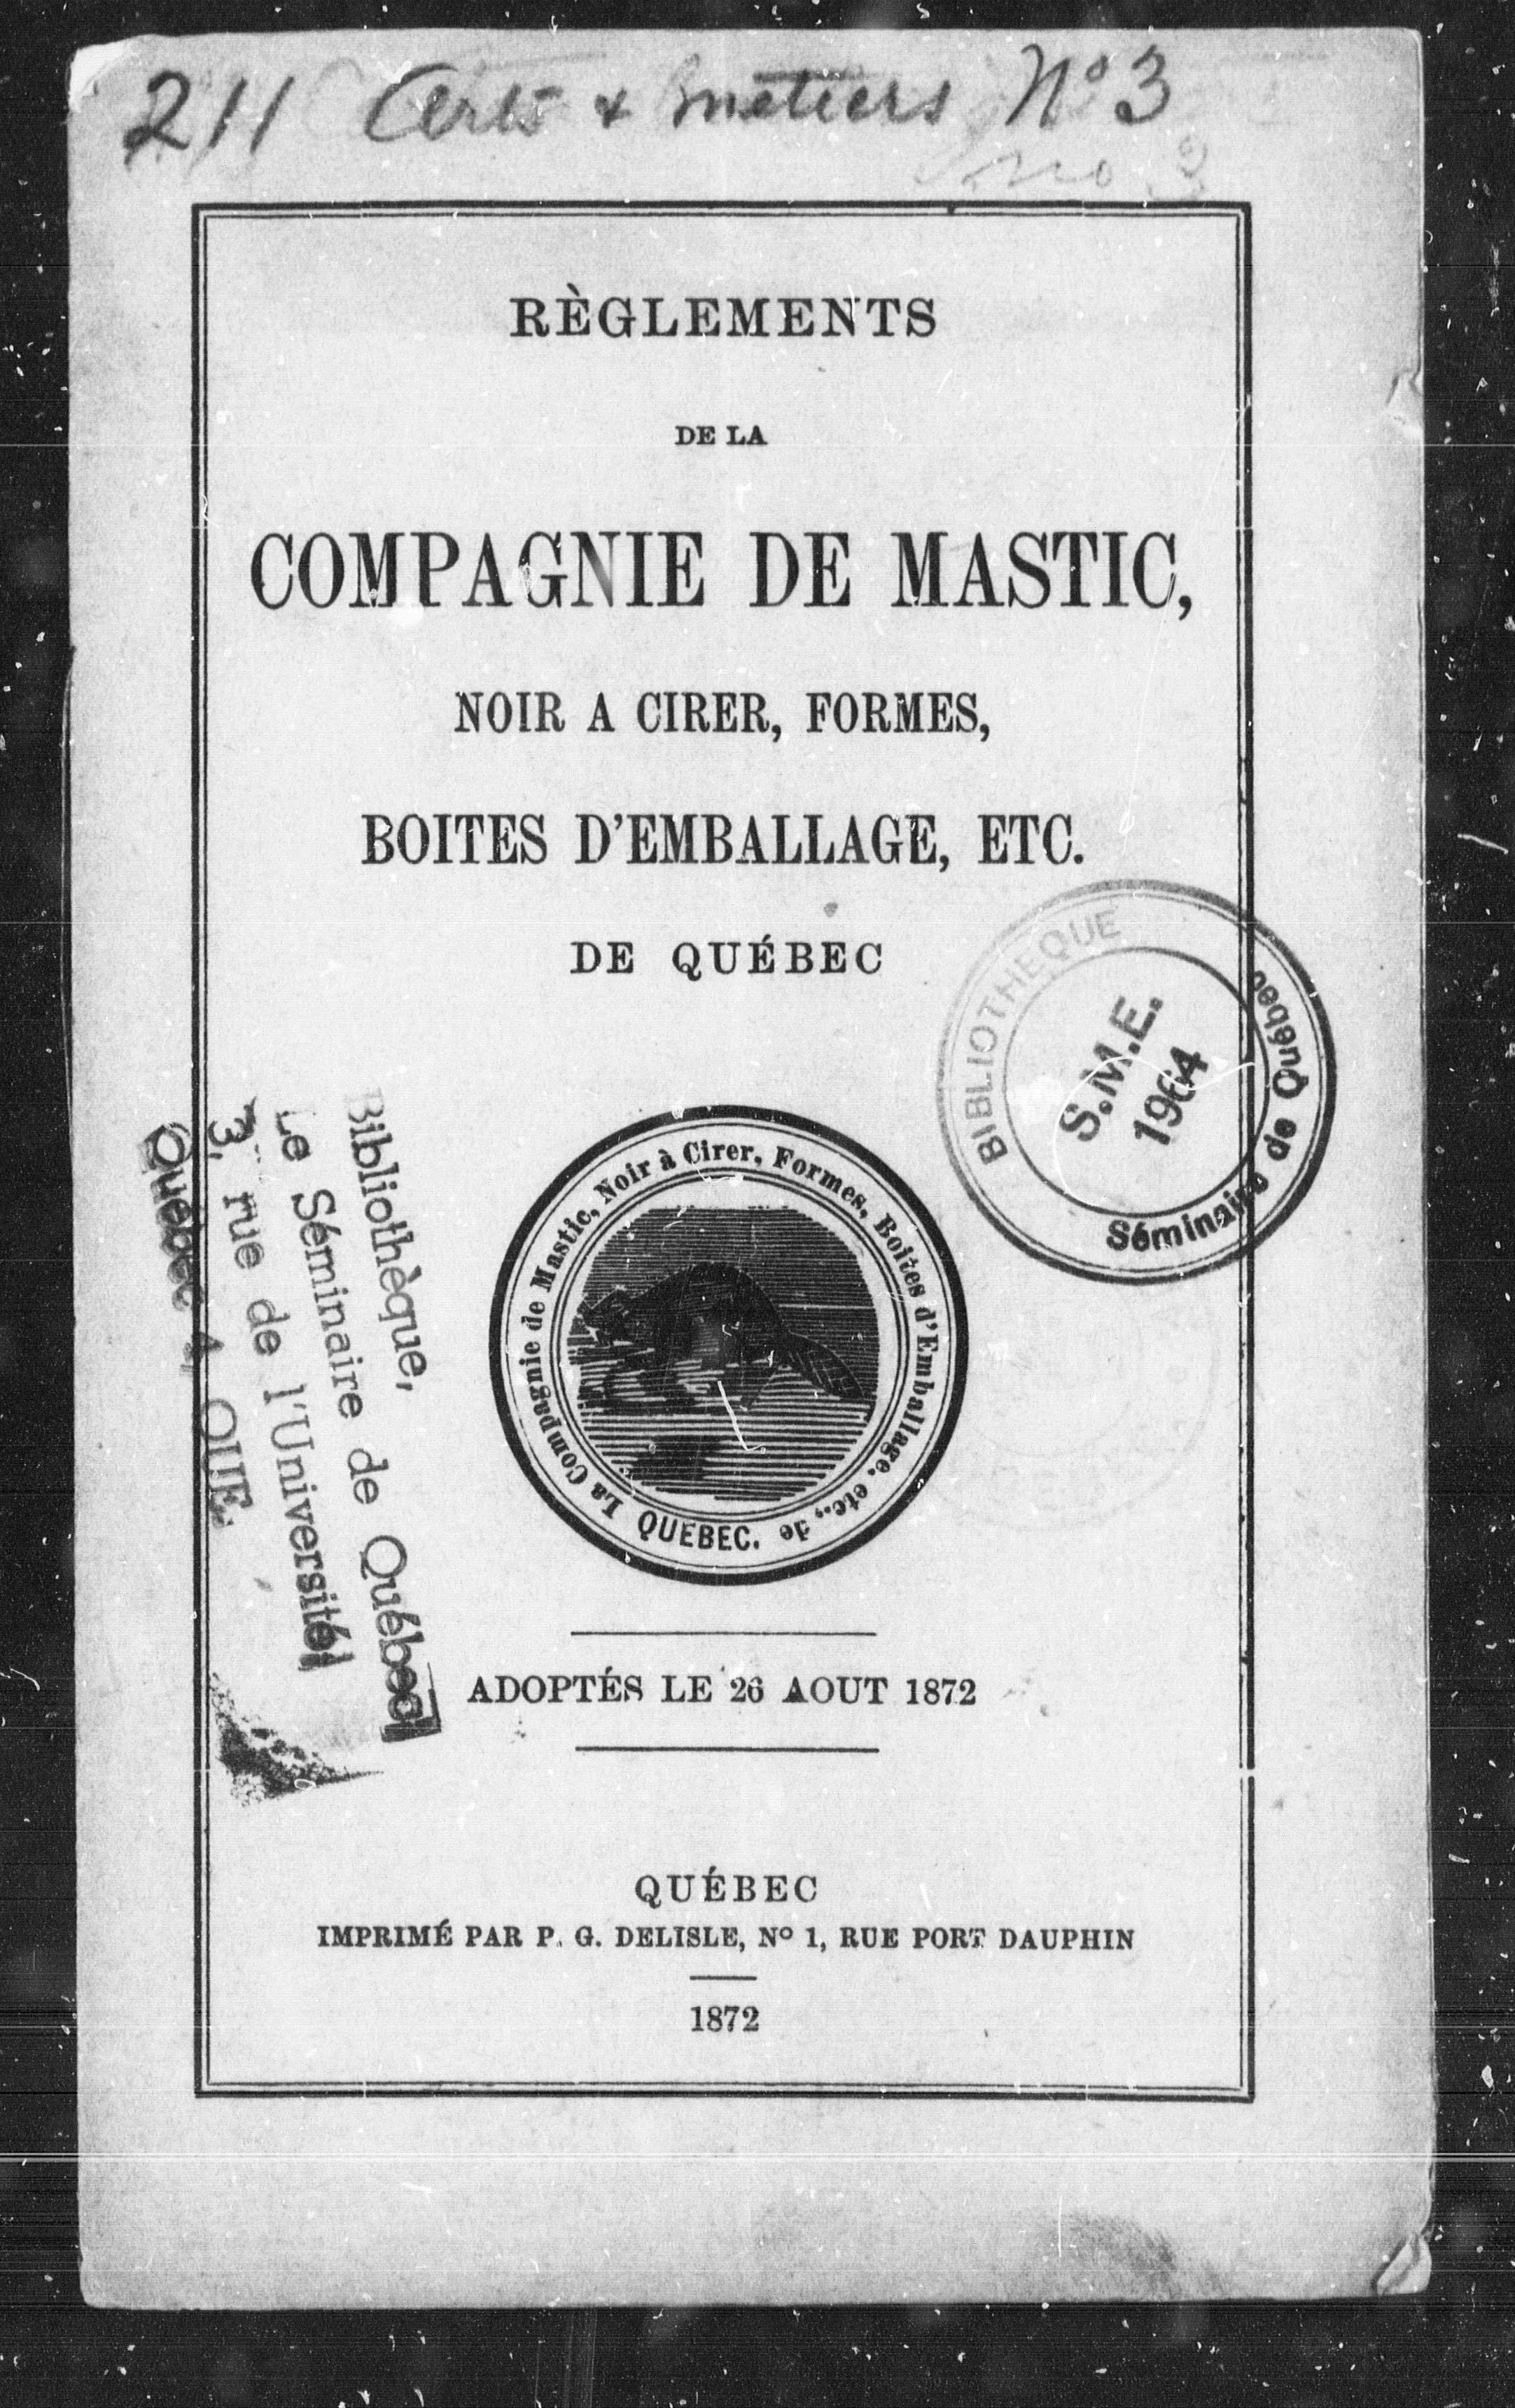 211 Arts & métiers N° 3
no 3
RÈGLEMENTS
DE LA
COMPAGNIE DE MASTIC,
NOIR A CIRER, FORMES,
BOITES D'EMBALLAGE, ETC.
DE QUÉBEC
BIBLIOTHEQUE
S.M.E.
1964
Séminaire de Québec
Bibliothèque,
Le Séminaire de Québec
3, rue de l'Université
Québec 4, QUE.
La Compagnie de Mastic, Noir à Cirer, Formes, Boites d'Emballage, etc., de
QUEBEC.
ADOPTÉS LE 26 AOUT 1872
QUÉBEC
IMPRIMÉ PAR P. G. DELISLE, N° 1, RUE PORT DAUPHIN
1872